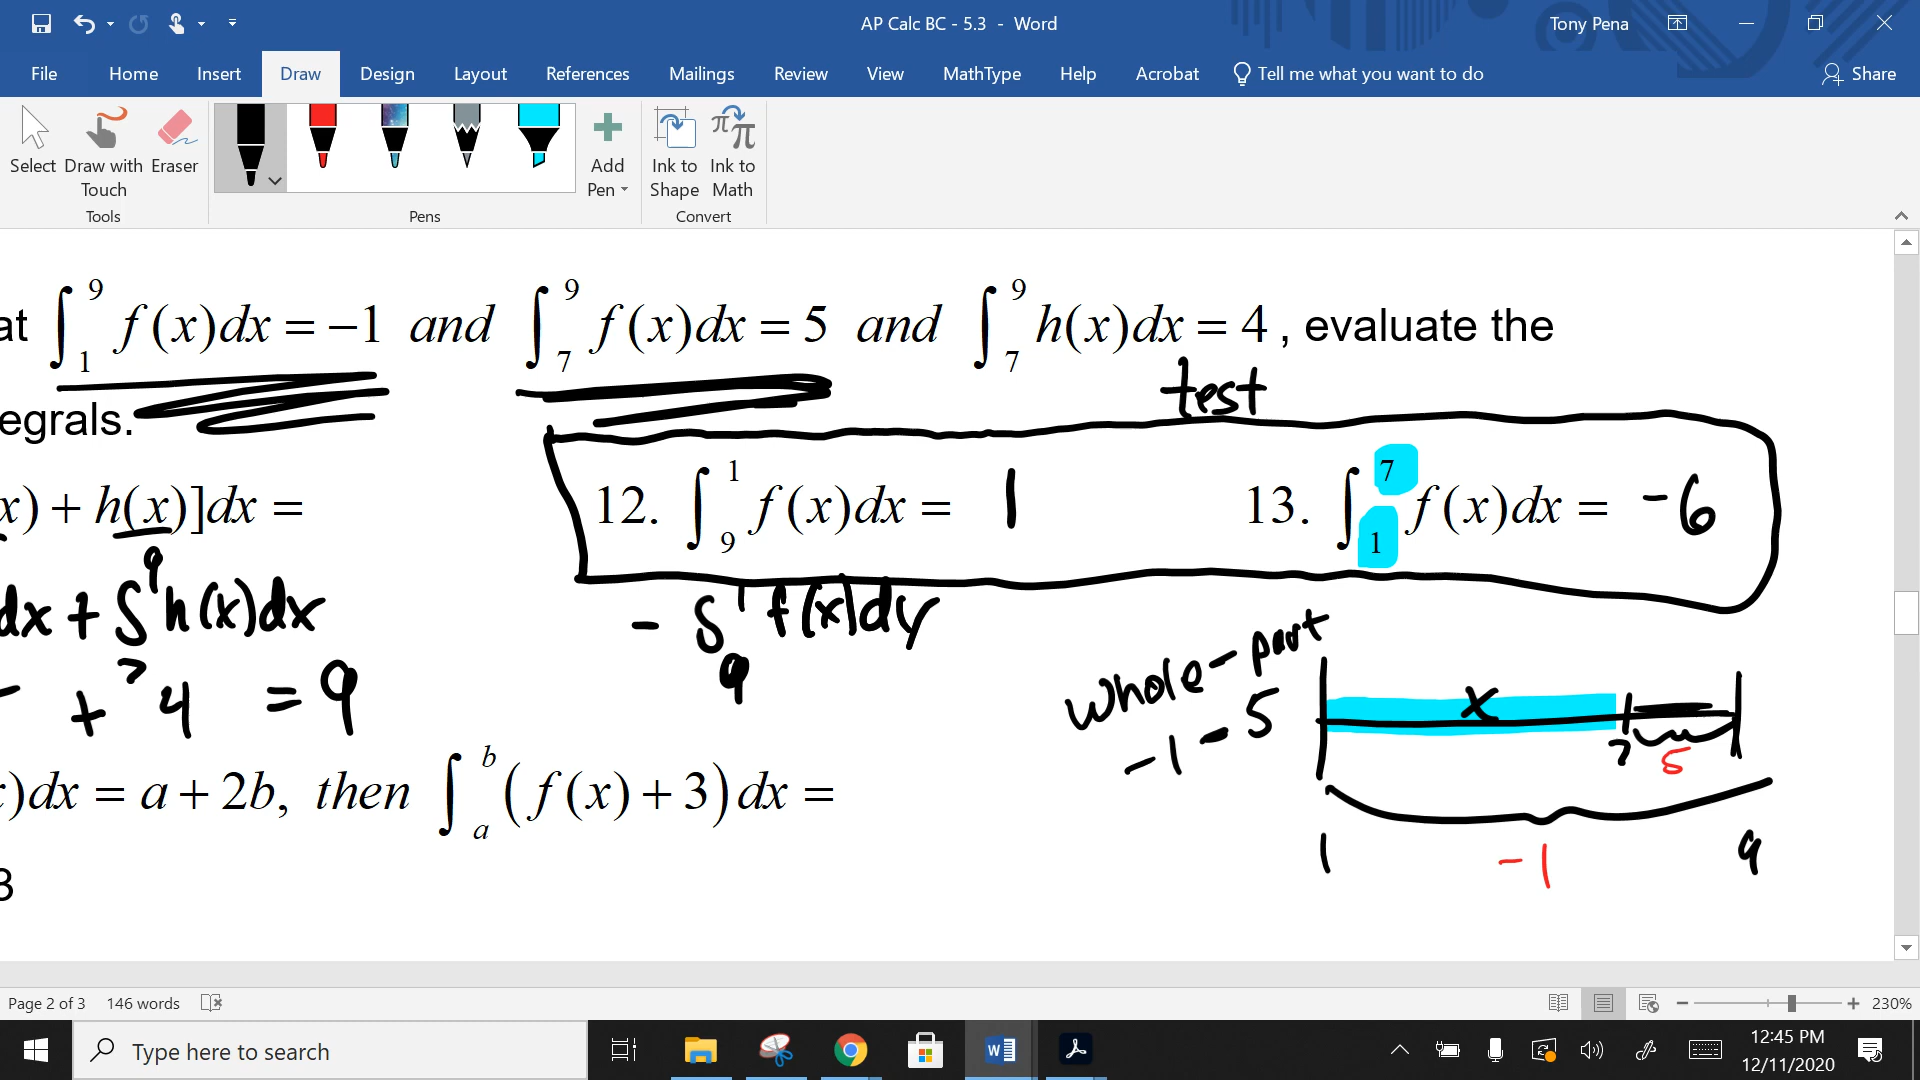 AP Calc BC - 5.3 - Word
Tony Pena
File Home Insert Draw Design Layout References Mailings Review View MathType Help Acrobat Tell me what you want to do Share
Select Draw with Touch Eraser
Add Pen
Ink to Shape
Ink to Math
Tools Pens Convert
at ∫₁⁹ f(x)dx = −1 and ∫₇⁹ f(x)dx = 5 and ∫₇⁹ h(x)dx = 4, evaluate the
egrals.
test
x) + h(x)]dx =
12. ∫₉¹ f(x)dx = 1
13. ∫₁⁷ f(x)dx = -6
dx + ∫₇⁹ h(x)dx
+ 4 = 9
- ∫₉¹ f(x)dy
whole - part
-1 - 5
x
7 5
1 -1 9
)dx = a + 2b, then ∫ₐᵇ (f(x) + 3)dx =
3
Page 2 of 3 146 words
230%
Type here to search
12:45 PM
12/11/2020